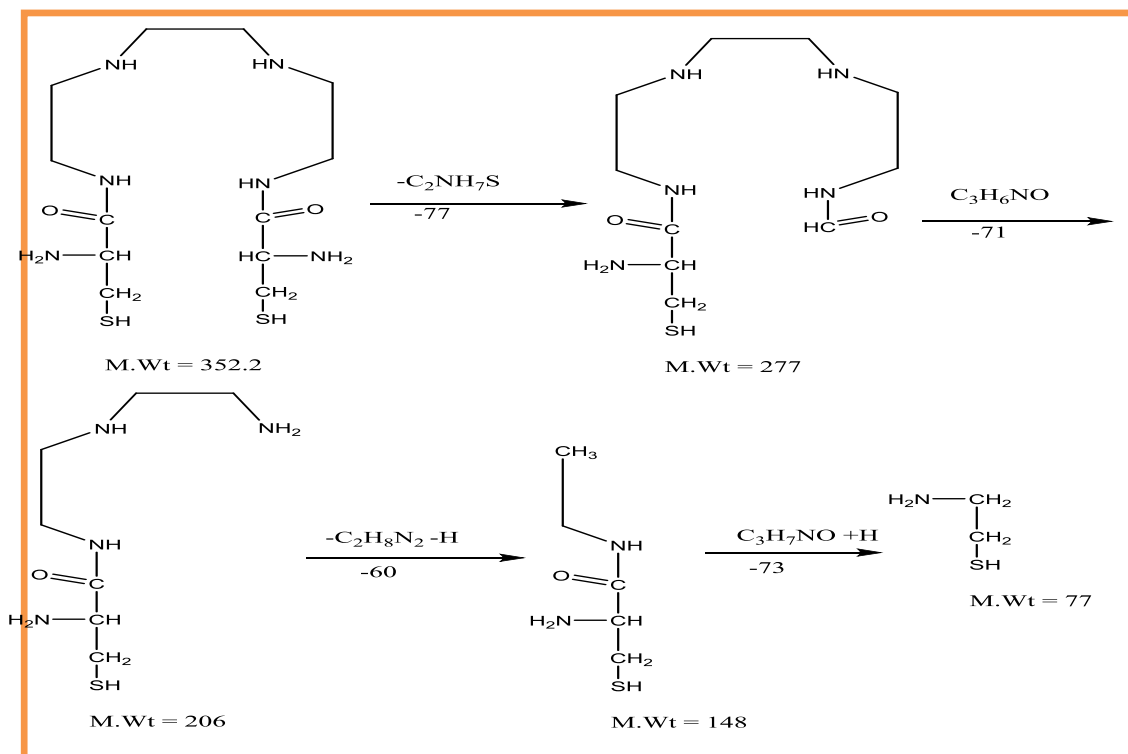 NH HN NH HN
NH HN -C₂NH₇S NH HN C₃H₆NO
O C C O -77 O C HC O -71
H₂N CH HC NH₂ H₂N CH
CH₂ CH₂ CH₂
SH SH SH
M.Wt = 352.2 M.Wt = 277
NH NH₂
CH₃
H₂N CH₂
NH -C₂H₈N₂ -H NH C₃H₇NO +H CH₂
O C -60 O C -73 SH
H₂N CH H₂N CH M.Wt = 77
CH₂ CH₂
SH SH
M.Wt = 206 M.Wt = 148